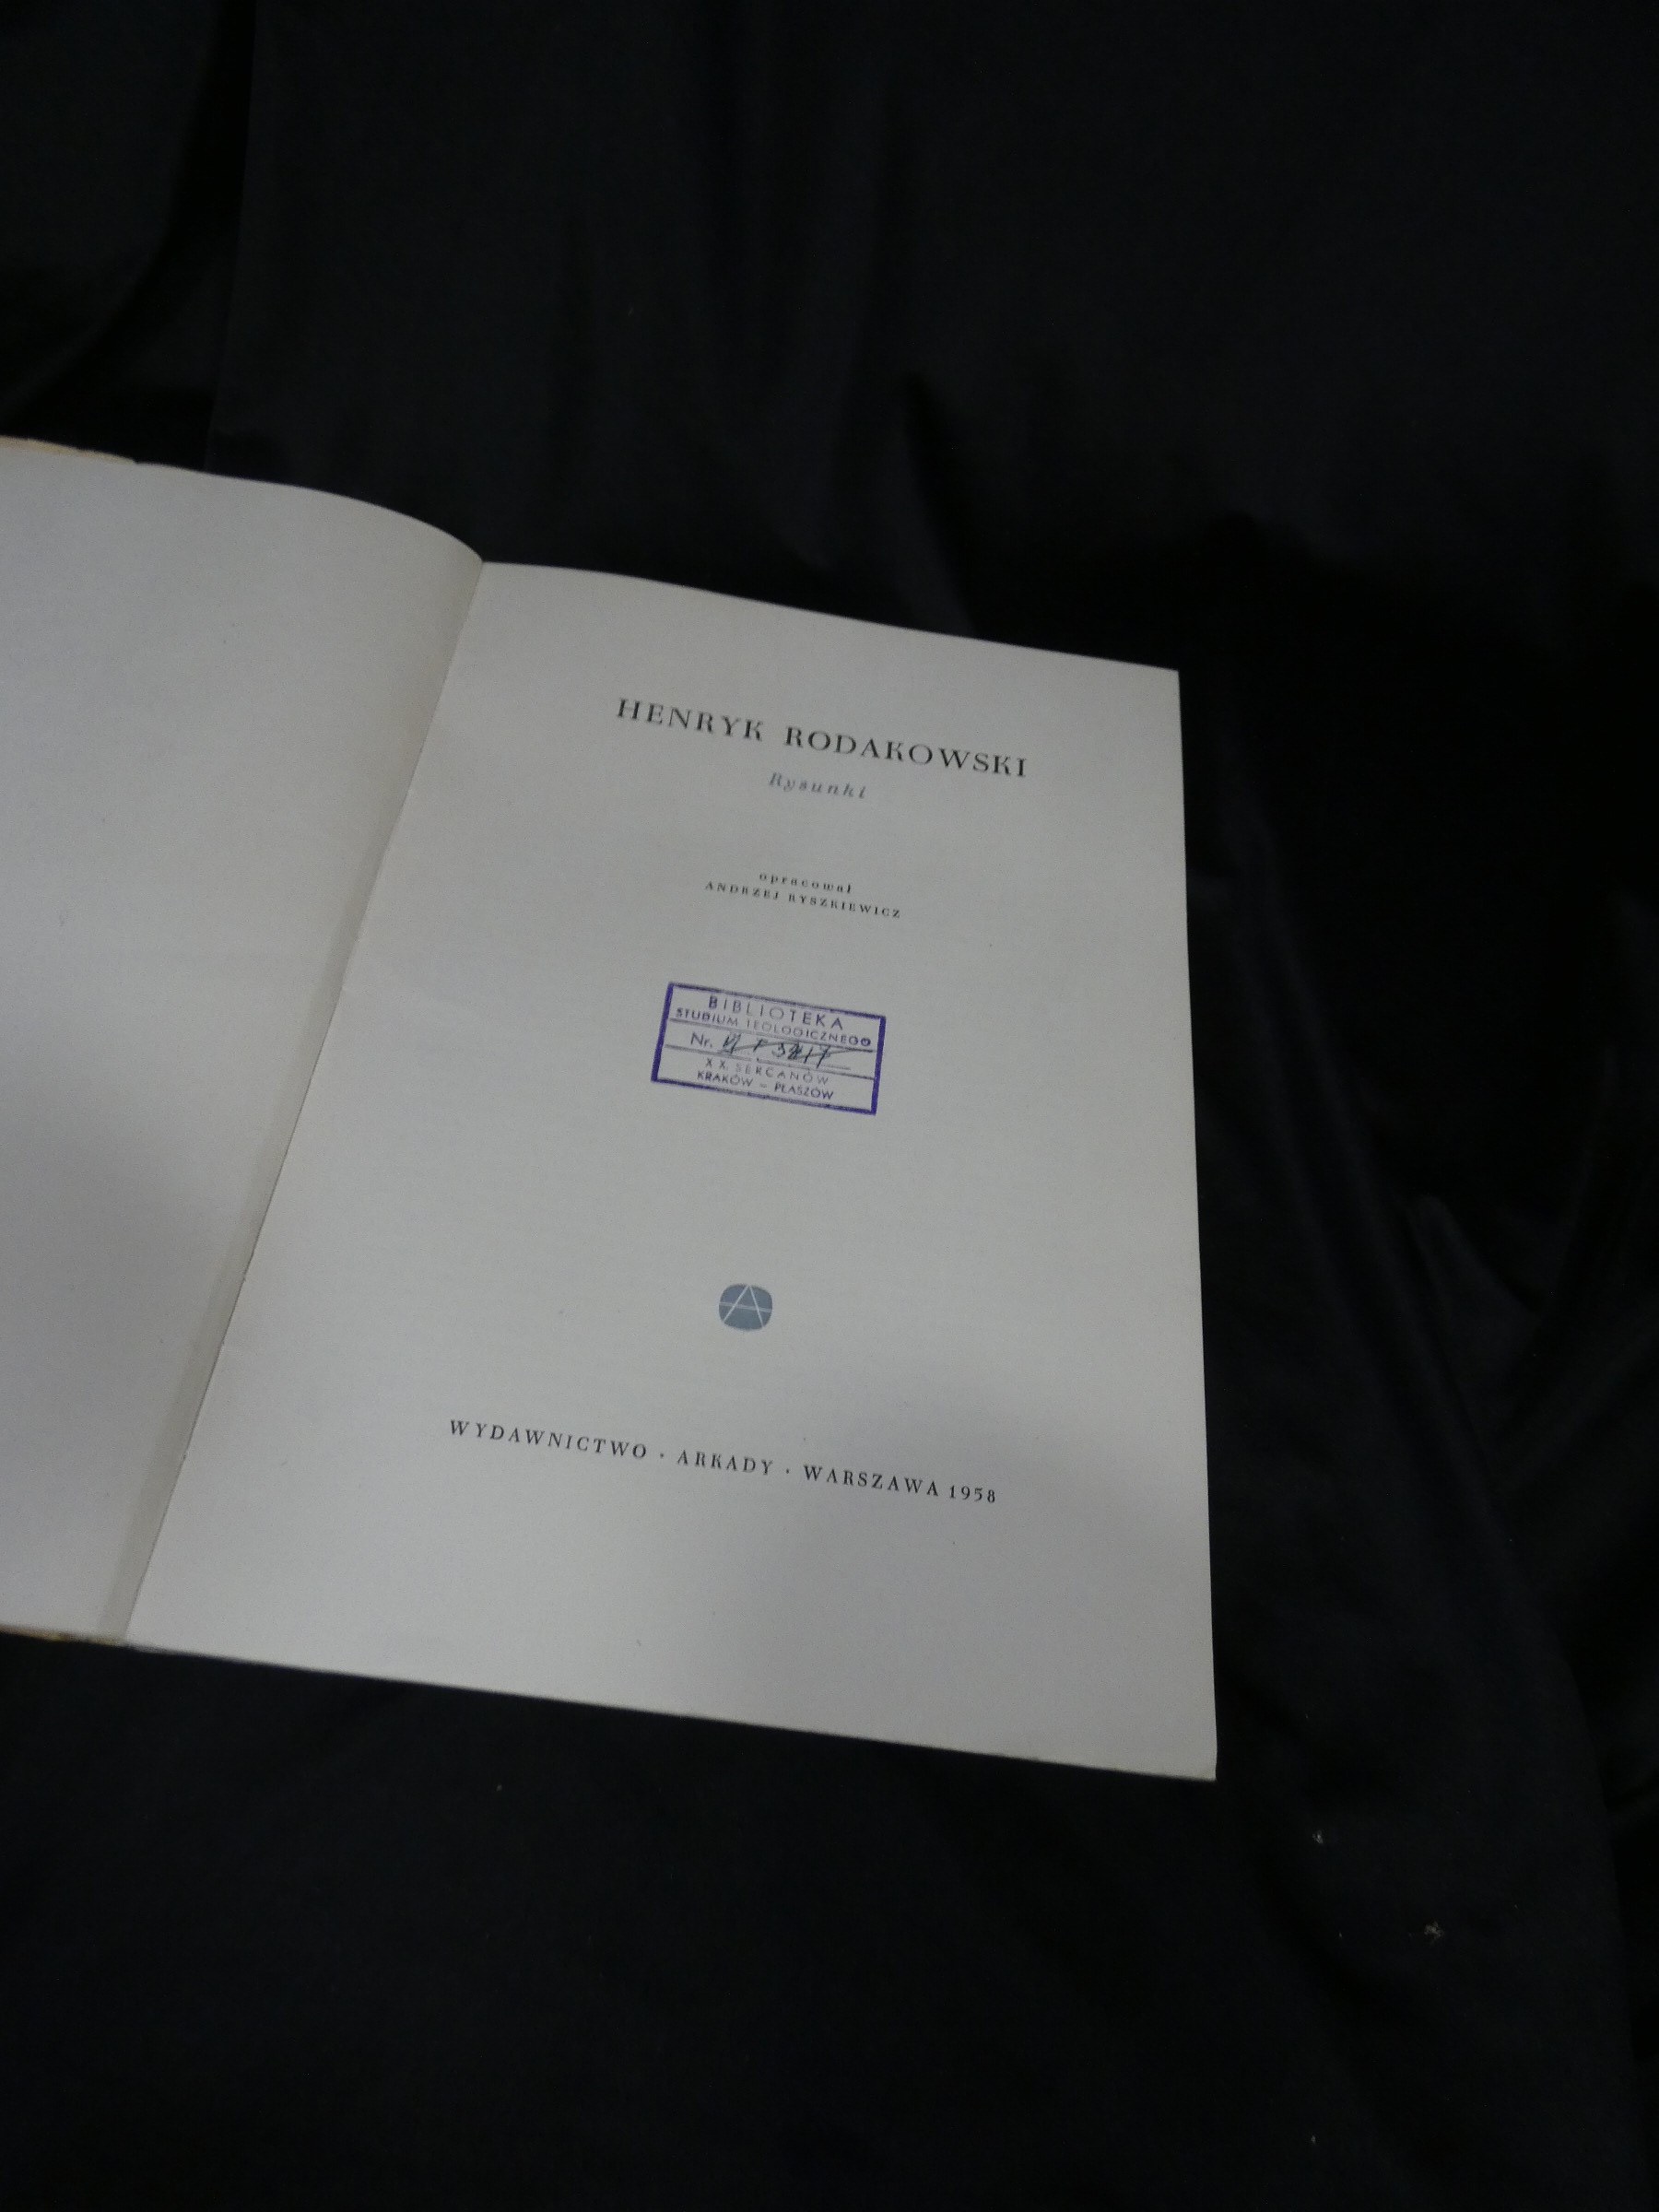 HENRYK RODAKOWSKI
Rysunki
opracował
ANDRZEJ RYSZKIEWICZ
BIBLIOTEKA
STUDIUM TEOLOGICZNEGO
Nr.
XX. SERCANÓW
KRAKÓW – PŁASZÓW
A
WYDAWNICTWO · ARKADY · WARSZAWA 1958